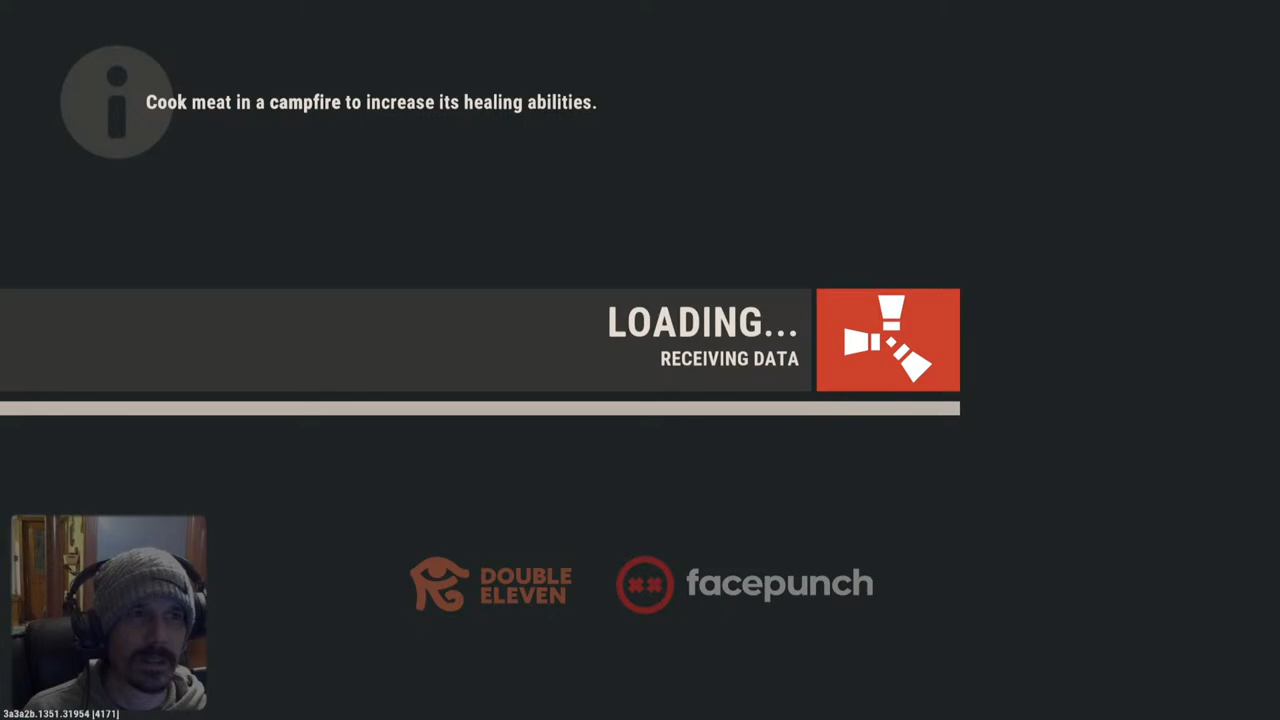 Cook meat in a campfire to increase its healing abilities.
LOADING...
RECEIVING DATA
DOUBLE
ELEVEN
facepunch
3a3a2b.1351.31954 [4171]